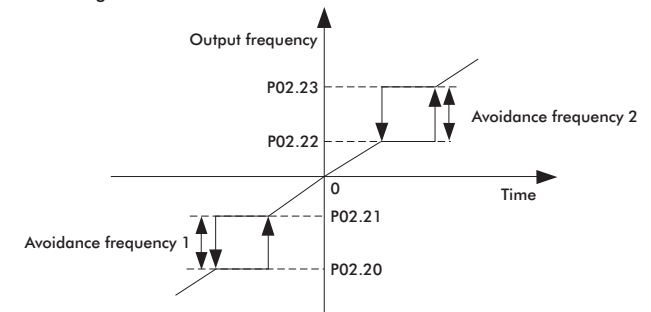 Output frequency
P02.23
Avoidance frequency 2
P02.22
0
Time
P02.21
Avoidance frequency 1
P02.20